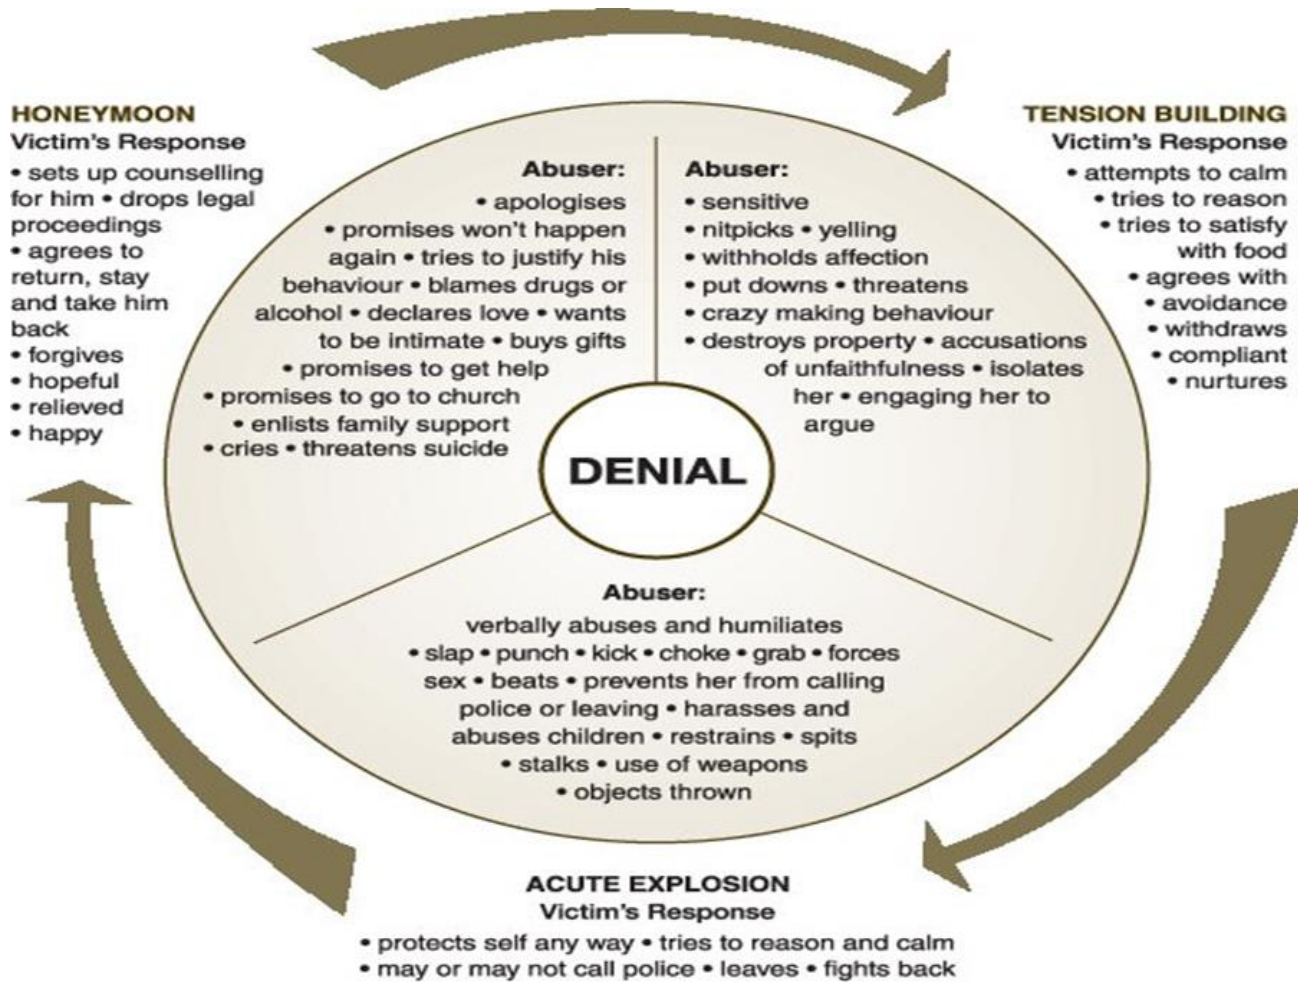 HONEYMOON
Victim's Response
• sets up counselling
for him • drops legal
proceedings
• agrees to
return, stay
and take him
back
• forgives
• hopeful
• relieved
• happy
Abuser:
• apologises
• promises won't happen
again • tries to justify his
behaviour • blames drugs or
alcohol • declares love • wants
to be intimate • buys gifts
• promises to get help
• promises to go to church
• enlists family support
• cries • threatens suicide
Abuser:
• sensitive
• nitpicks • yelling
• withholds affection
• put downs • threatens
• crazy making behaviour
• destroys property • accusations
of unfaithfulness • isolates
her • engaging her to
argue
TENSION BUILDING
Victim's Response
• attempts to calm
• tries to reason
• tries to satisfy
with food
• agrees with
• avoidance
• withdraws
• compliant
• nurtures
DENIAL
Abuser:
verbally abuses and humiliates
• slap • punch • kick • choke • grab • forces
sex • beats • prevents her from calling
police or leaving • harasses and
abuses children • restrains • spits
• stalks • use of weapons
• objects thrown
ACUTE EXPLOSION
Victim's Response
• protects self any way • tries to reason and calm
• may or may not call police • leaves • fights back